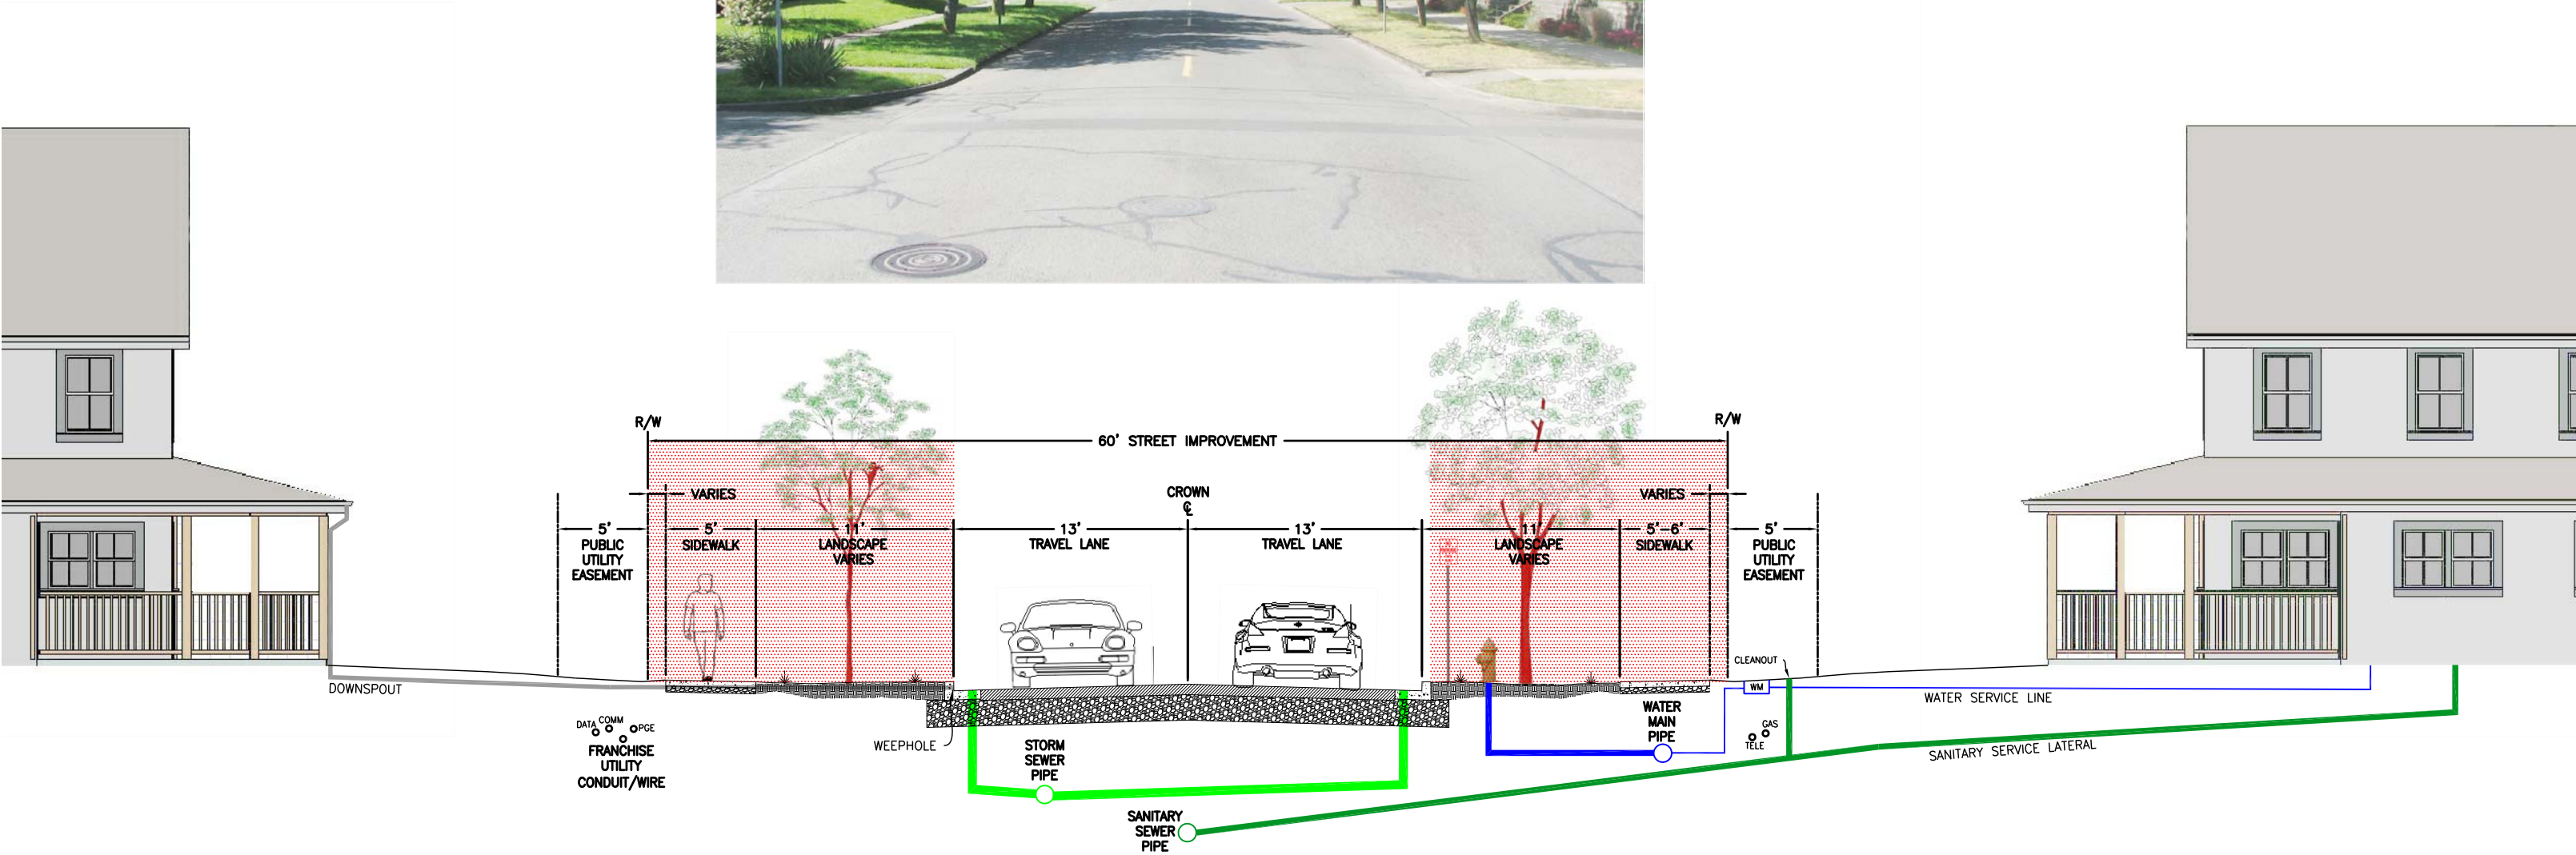 R/W
R/W
60' STREET IMPROVEMENT
VARIES
CROWN
℄
VARIES
5'
PUBLIC
UTILITY
EASEMENT
5'
SIDEWALK
11'
LANDSCAPE
VARIES
13'
TRAVEL LANE
13'
TRAVEL LANE
11'
LANDSCAPE
VARIES
5'-6'
SIDEWALK
5'
PUBLIC
UTILITY
EASEMENT
CLEANOUT
DOWNSPOUT
WM
WATER SERVICE LINE
DATA
COMM
PGE
FRANCHISE
UTILITY
CONDUIT/WIRE
WEEPHOLE
STORM
SEWER
PIPE
WATER
MAIN
PIPE
GAS
TELE
SANITARY SERVICE LATERAL
SANITARY
SEWER
PIPE